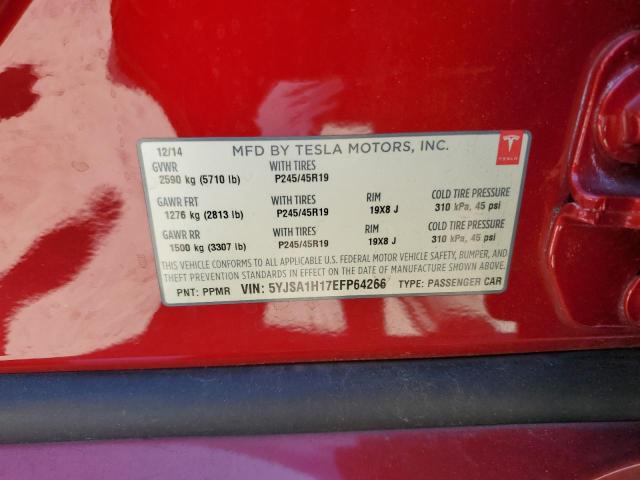 12/14 MFD BY TESLA MOTORS, INC.
GVWR WITH TIRES
2590 kg (5710 lb) P245/45R19
GAWR FRT WITH TIRES RIM COLD TIRE PRESSURE
1276 kg (2813 lb) P245/45R19 19X8 J 310 kPa, 45 psi
GAWR RR WITH TIRES RIM COLD TIRE PRESSURE
1500 kg (3307 lb) P245/45R19 19X8 J 310 kPa, 45 psi
THIS VEHICLE CONFORMS TO ALL APPLICABLE U.S. FEDERAL MOTOR VEHICLE SAFETY, BUMPER, AND
THEFT PREVENTION STANDARDS IN EFFECT ON THE DATE OF MANUFACTURE SHOWN ABOVE.
PNT: PPMR VIN: 5YJSA1H17EFP64266 TYPE: PASSENGER CAR
TESLA